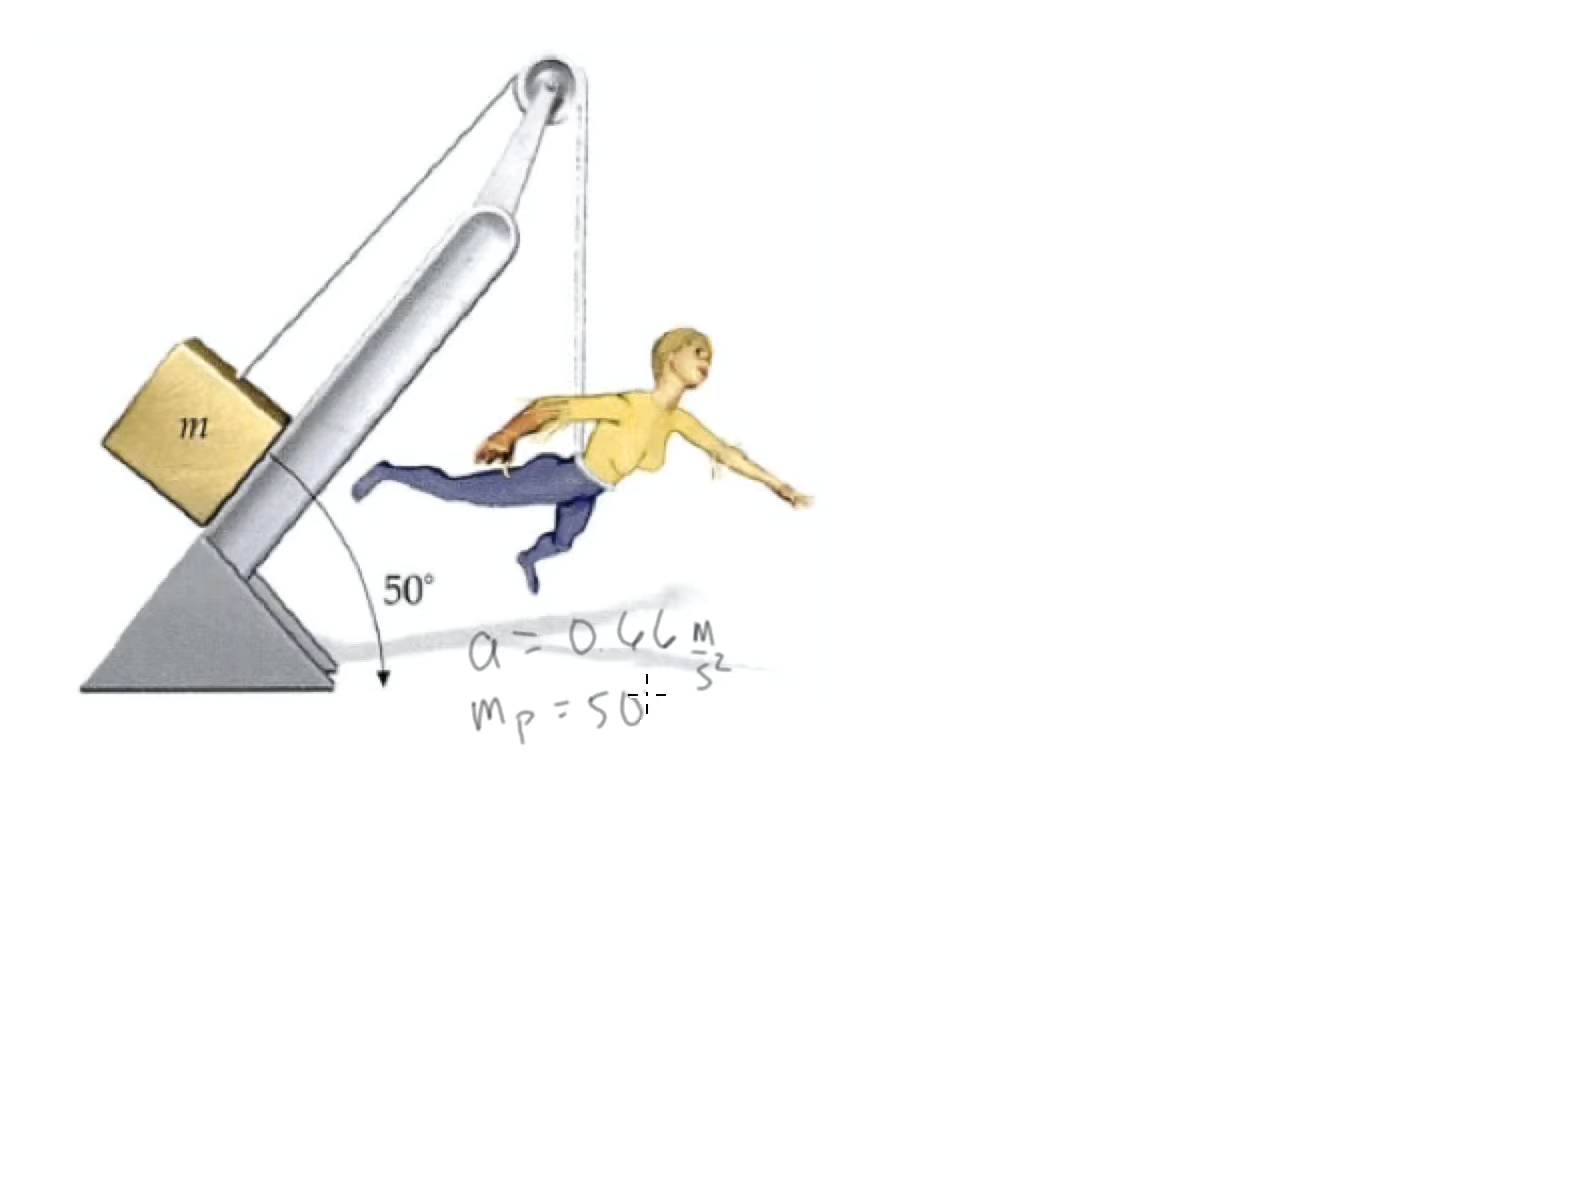 m
50°
a = 0.66 m/s²
mₚ = 50